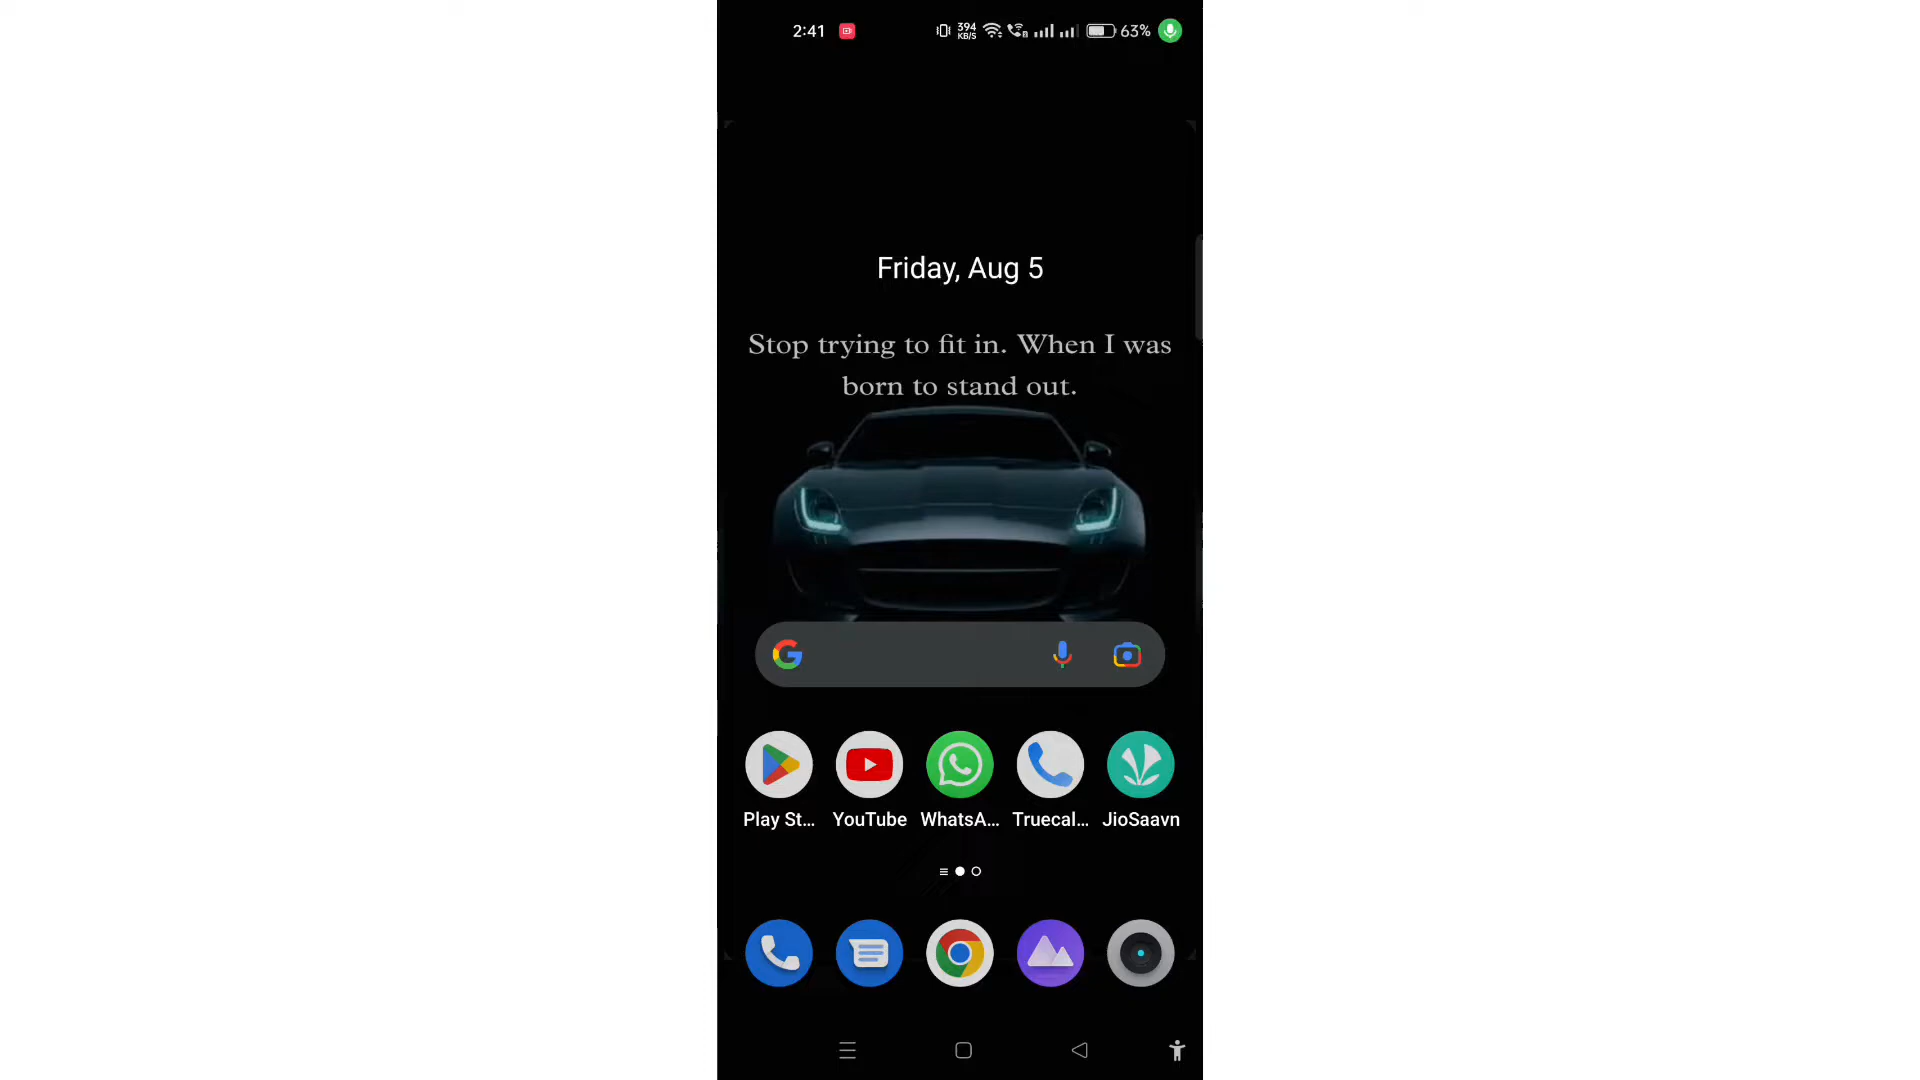 2:41 394 KB/S 63%
Friday, Aug 5
Stop trying to fit in. When I was
born to stand out.
Play St... YouTube WhatsA... Truecal... JioSaavn